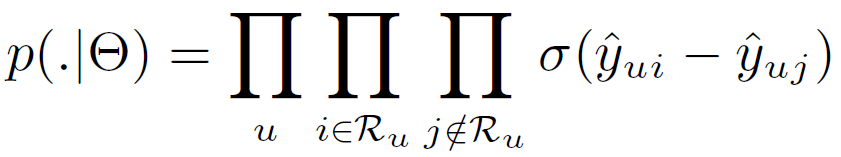 p(.|Θ) = ∏_u ∏_{i∈ℛ_u} ∏_{j∉ℛ_u} σ(ŷ_{ui} − ŷ_{uj})